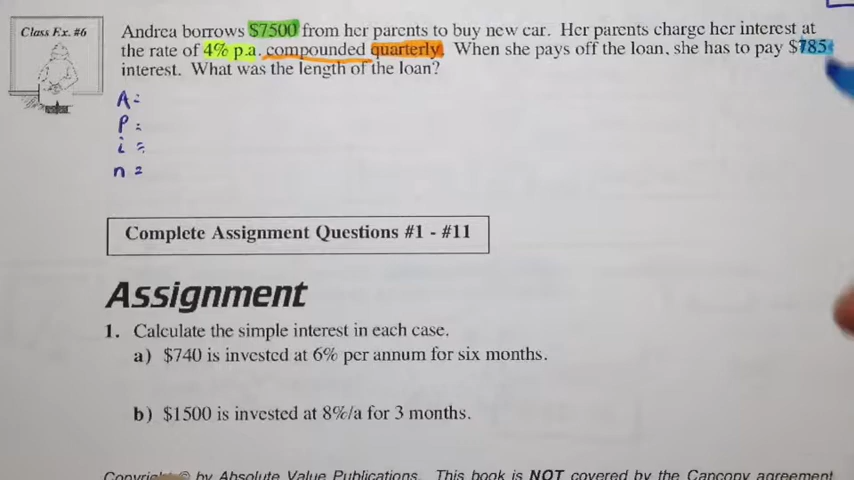 Class Ex. #6
Andrea borrows $7500 from her parents to buy new car. Her parents charge her interest at
the rate of 4% p.a. compounded quarterly. When she pays off the loan, she has to pay $785
interest. What was the length of the loan?
A=
P=
i=
n=
Complete Assignment Questions #1 - #11
Assignment
1. Calculate the simple interest in each case.
a) $740 is invested at 6% per annum for six months.
b) $1500 is invested at 8%/a for 3 months.
Copyright © by Absolute Value Publications. This book is NOT covered by the Cancopy agreement.